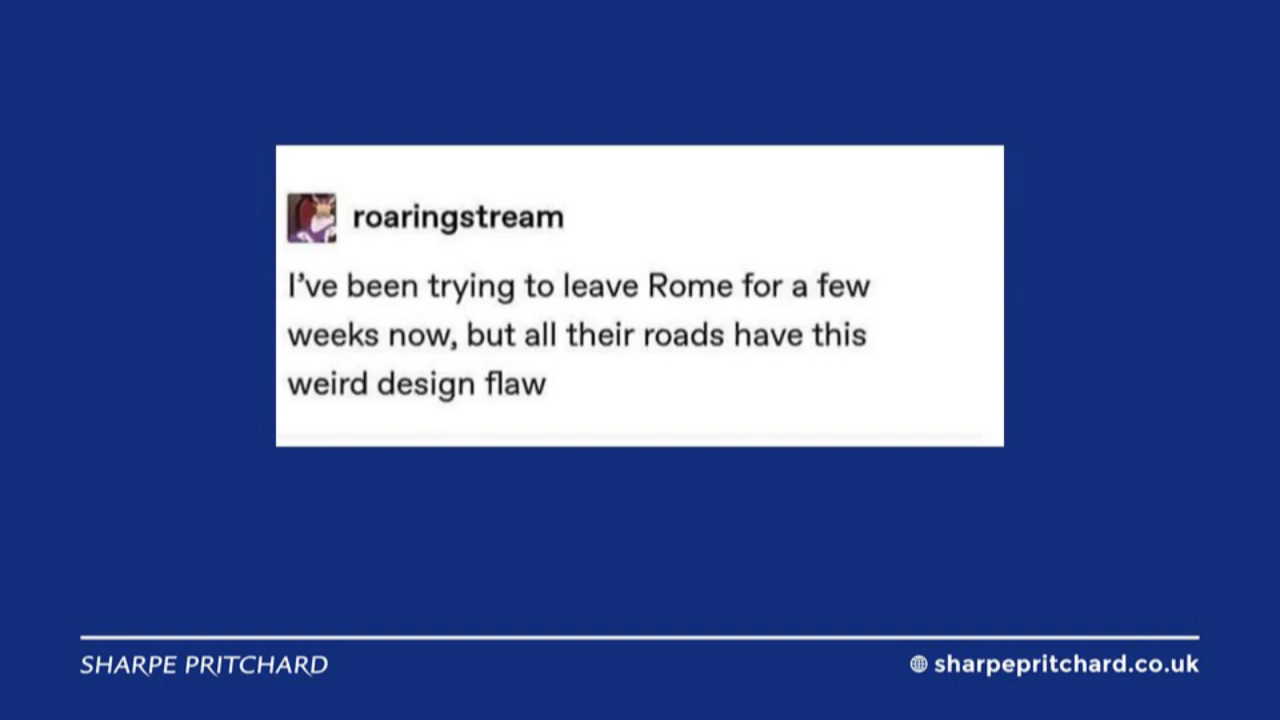 roaringstream
I’ve been trying to leave Rome for a few
weeks now, but all their roads have this
weird design flaw
SHARPE PRITCHARD
sharpepritchard.co.uk